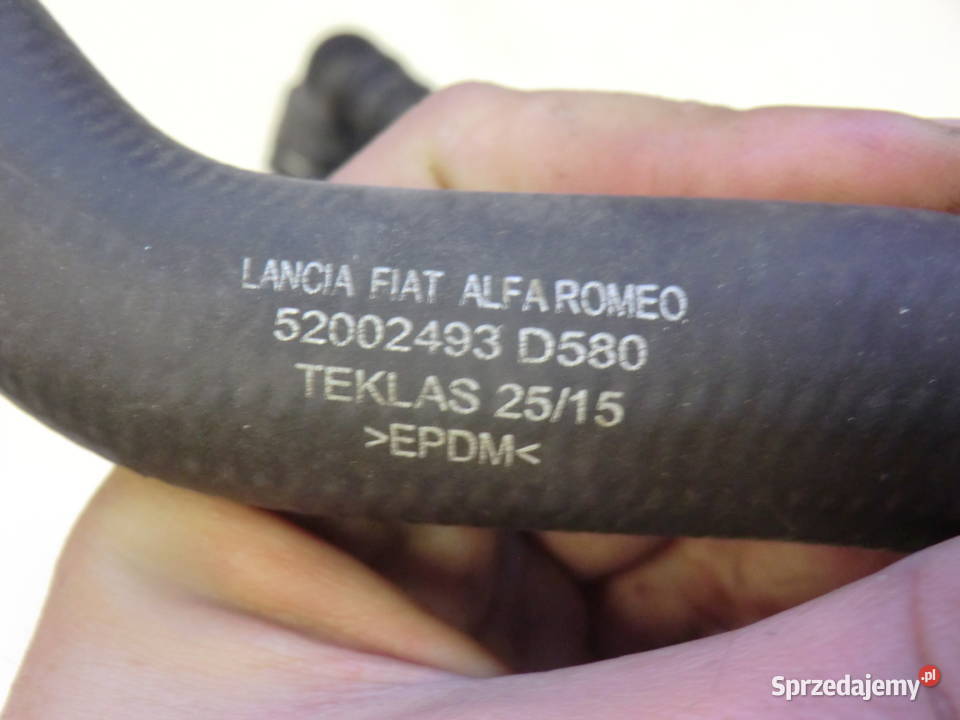 LANCIA FIAT ALFA ROMEO
52002493 D580
TEKLAS 25/15
>EPDM<
Sprzedajemy.pl